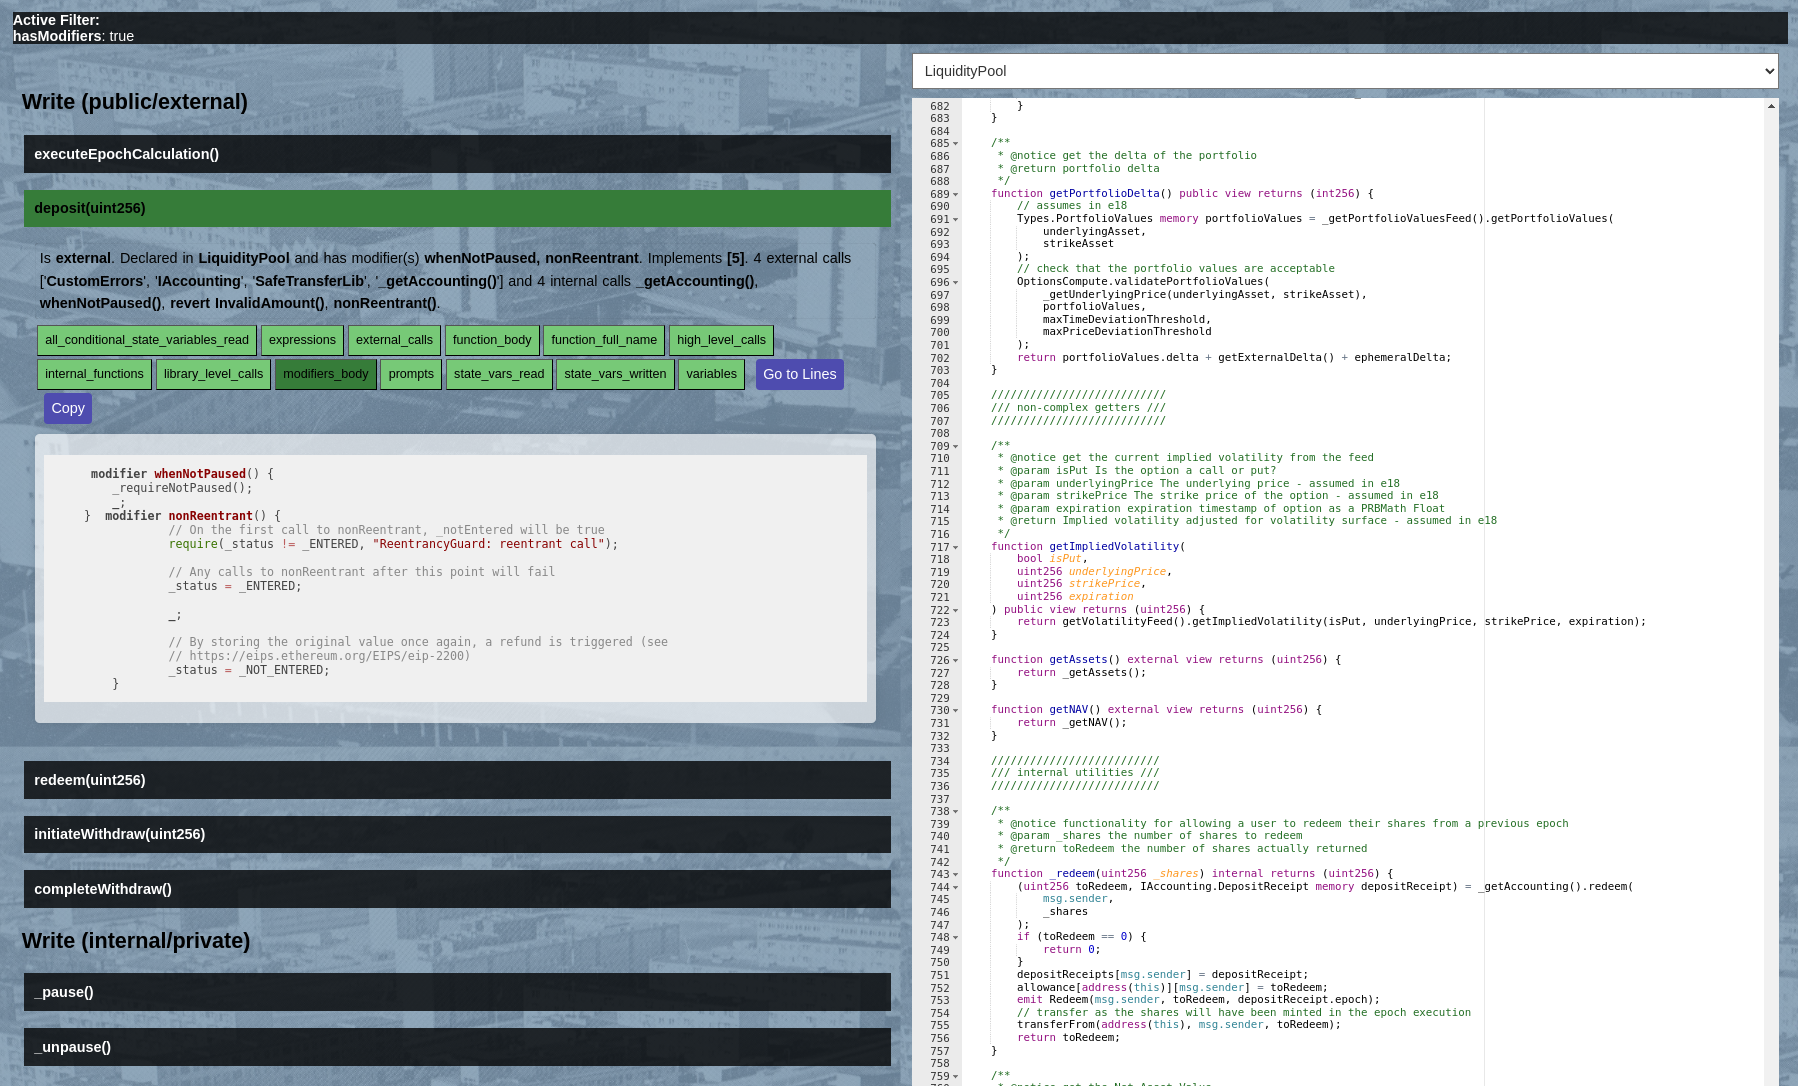 Active Filter:
hasModifiers: true
Write (public/external)
executeEpochCalculation()
deposit(uint256)
Is external. Declared in LiquidityPool and has modifier(s) whenNotPaused, nonReentrant. Implements [5]. 4 external calls
['CustomErrors', 'IAccounting', 'SafeTransferLib', '_getAccounting()'] and 4 internal calls _getAccounting(),
whenNotPaused(), revert InvalidAmount(), nonReentrant().
all_conditional_state_variables_read expressions external_calls function_body function_full_name high_level_calls
internal_functions library_level_calls modifiers_body prompts state_vars_read state_vars_written variables Go to Lines
Copy
modifier whenNotPaused() {
_requireNotPaused();
_;
} modifier nonReentrant() {
// On the first call to nonReentrant, _notEntered will be true
require(_status != _ENTERED, "ReentrancyGuard: reentrant call");
// Any calls to nonReentrant after this point will fail
_status = _ENTERED;
_;
// By storing the original value once again, a refund is triggered (see
// https://eips.ethereum.org/EIPS/eip-2200)
_status = _NOT_ENTERED;
}
redeem(uint256)
initiateWithdraw(uint256)
completeWithdraw()
Write (internal/private)
_pause()
_unpause()
LiquidityPool
682 }
683 }
684
685 /**
686 * @notice get the delta of the portfolio
687 * @return portfolio delta
688 */
689 function getPortfolioDelta() public view returns (int256) {
690 // assumes in e18
691 Types.PortfolioValues memory portfolioValues = _getPortfolioValuesFeed().getPortfolioValues(
692 underlyingAsset,
693 strikeAsset
694 );
695 // check that the portfolio values are acceptable
696 OptionsCompute.validatePortfolioValues(
697 _getUnderlyingPrice(underlyingAsset, strikeAsset),
698 portfolioValues,
699 maxTimeDeviationThreshold,
700 maxPriceDeviationThreshold
701 );
702 return portfolioValues.delta + getExternalDelta() + ephemeralDelta;
703 }
704
705 ///////////////////////////
706 /// non-complex getters ///
707 ///////////////////////////
708
709 /**
710 * @notice get the current implied volatility from the feed
711 * @param isPut Is the option a call or put?
712 * @param underlyingPrice The underlying price - assumed in e18
713 * @param strikePrice The strike price of the option - assumed in e18
714 * @param expiration expiration timestamp of option as a PRBMath Float
715 * @return Implied volatility adjusted for volatility surface - assumed in e18
716 */
717 function getImpliedVolatility(
718 bool isPut,
719 uint256 underlyingPrice,
720 uint256 strikePrice,
721 uint256 expiration
722 ) public view returns (uint256) {
723 return getVolatilityFeed().getImpliedVolatility(isPut, underlyingPrice, strikePrice, expiration);
724 }
725
726 function getAssets() external view returns (uint256) {
727 return _getAssets();
728 }
729
730 function getNAV() external view returns (uint256) {
731 return _getNAV();
732 }
733
734 //////////////////////////
735 /// internal utilities ///
736 //////////////////////////
737
738 /**
739 * @notice functionality for allowing a user to redeem their shares from a previous epoch
740 * @param _shares the number of shares to redeem
741 * @return toRedeem the number of shares actually returned
742 */
743 function _redeem(uint256 _shares) internal returns (uint256) {
744 (uint256 toRedeem, IAccounting.DepositReceipt memory depositReceipt) = _getAccounting().redeem(
745 msg.sender,
746 _shares
747 );
748 if (toRedeem == 0) {
749 return 0;
750 }
751 depositReceipts[msg.sender] = depositReceipt;
752 allowance[address(this)][msg.sender] = toRedeem;
753 emit Redeem(msg.sender, toRedeem, depositReceipt.epoch);
754 // transfer as the shares will have been minted in the epoch execution
755 transferFrom(address(this), msg.sender, toRedeem);
756 return toRedeem;
757 }
758
759 /**